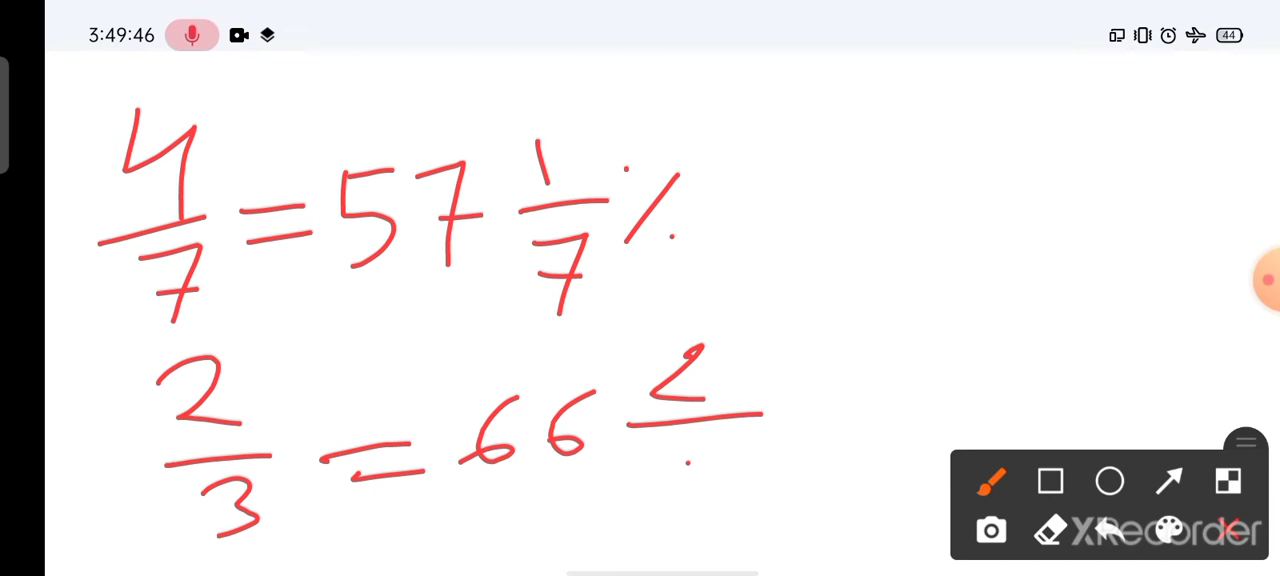 3:49:46 44
4/7 = 57 1/7 %
2/3 = 66 2/
XRecorder